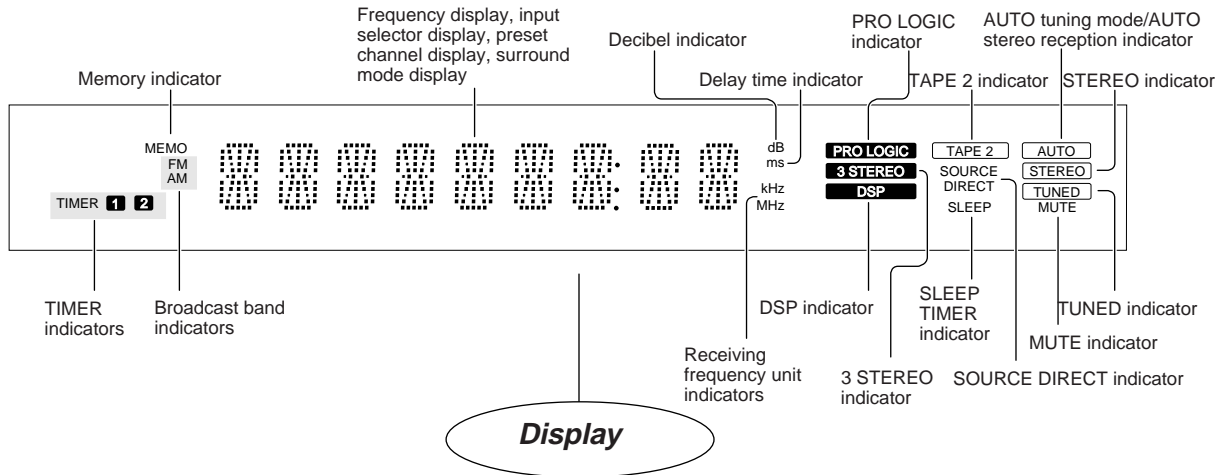 Frequency display, input
selector display, preset
channel display, surround
mode display
Decibel indicator
PRO LOGIC
indicator
AUTO tuning mode/AUTO
stereo reception indicator
Memory indicator
Delay time indicator
TAPE 2 indicator
STEREO indicator
MEMO
FM
AM
TIMER 1 2
dB
ms
kHz
MHz
PRO LOGIC
3 STEREO
DSP
TAPE 2
SOURCE
DIRECT
SLEEP
AUTO
STEREO
TUNED
MUTE
TIMER
indicators
Broadcast band
indicators
Receiving
frequency unit
indicators
DSP indicator
3 STEREO
indicator
SLEEP
TIMER
indicator
TUNED indicator
MUTE indicator
SOURCE DIRECT indicator
Display